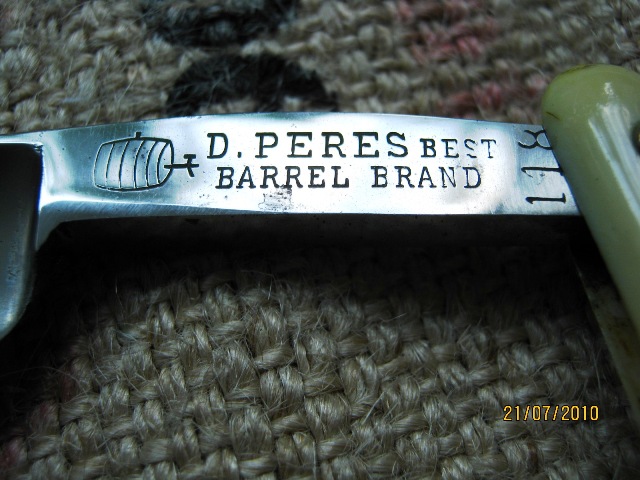 D. PERES BEST
BARREL BRAND
118
21/07/2010